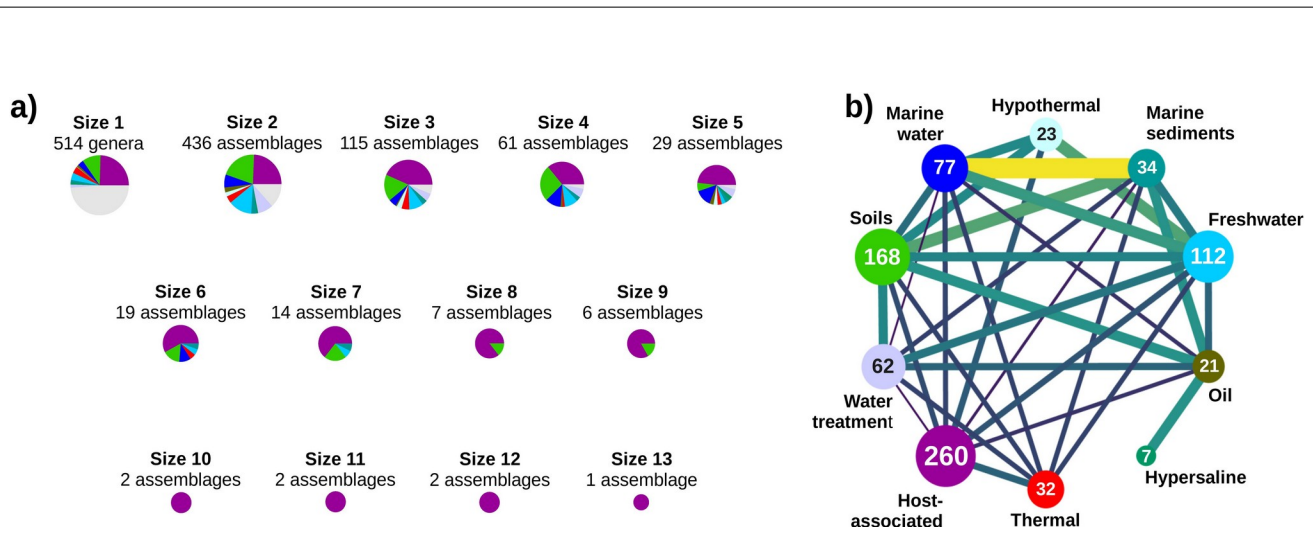 a)
Size 1
514 genera
Size 2
436 assemblages
Size 3
115 assemblages
Size 4
61 assemblages
Size 5
29 assemblages
Size 6
19 assemblages
Size 7
14 assemblages
Size 8
7 assemblages
Size 9
6 assemblages
Size 10
2 assemblages
Size 11
2 assemblages
Size 12
2 assemblages
Size 13
1 assemblage
b)
Marine
water
77
Hypothermal
23
Marine
sediments
34
Soils
168
Freshwater
112
62
Water
treatment
21
Oil
260
Host-
associated
32
Thermal
7
Hypersaline